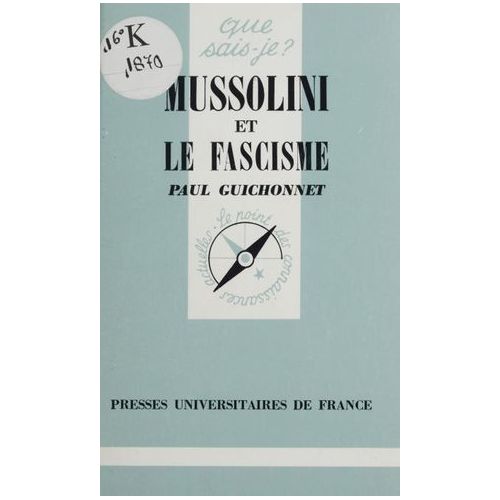 16° K
1870
que
sais-je?
MUSSOLINI
ET
LE FASCISME
PAUL GUICHONNET
Le point des connaissances actuelles
PRESSES UNIVERSITAIRES DE FRANCE